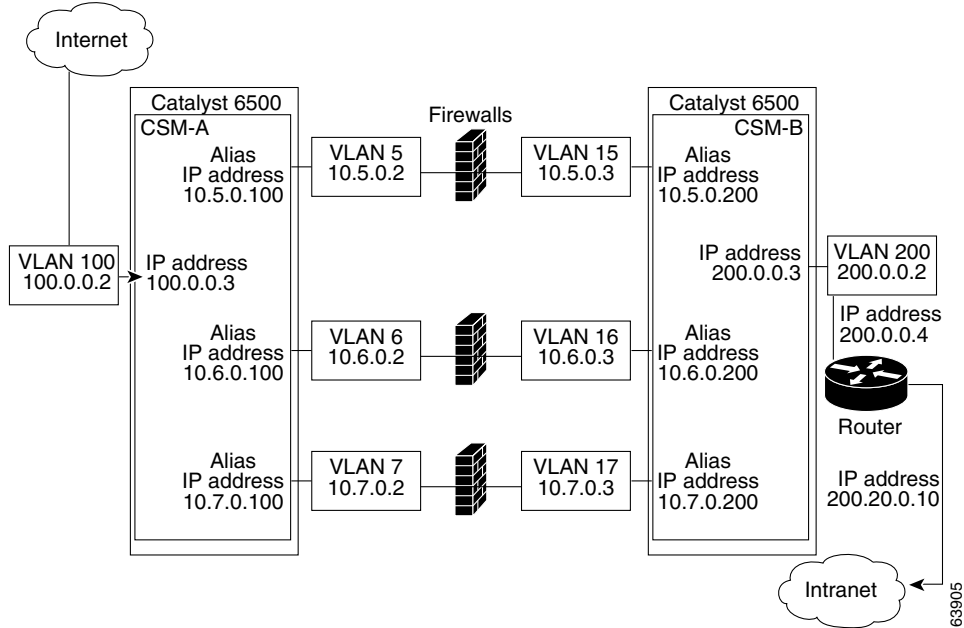 Internet
Catalyst 6500
CSM-A
Alias
IP address
10.5.0.100
VLAN 5
10.5.0.2
Firewalls
VLAN 15
10.5.0.3
Catalyst 6500
CSM-B
Alias
IP address
10.5.0.200
VLAN 100
100.0.0.2
IP address
100.0.0.3
IP address
200.0.0.3
VLAN 200
200.0.0.2
IP address
200.0.0.4
Alias
IP address
10.6.0.100
VLAN 6
10.6.0.2
VLAN 16
10.6.0.3
Alias
IP address
10.6.0.200
Router
Alias
IP address
10.7.0.100
VLAN 7
10.7.0.2
VLAN 17
10.7.0.3
Alias
IP address
10.7.0.200
IP address
200.20.0.10
Intranet
63905